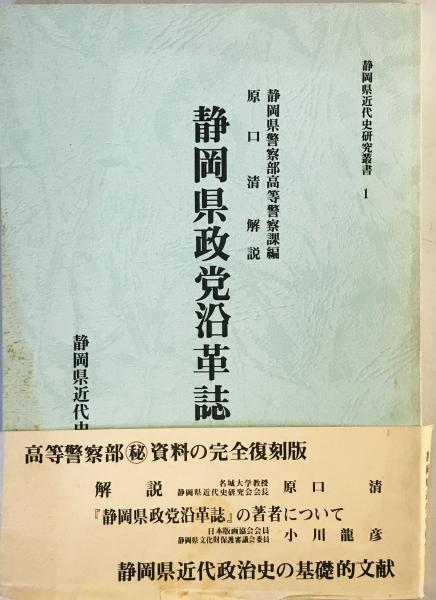 静岡県近代史研究叢書 1
静岡県警察部高等警察課編
原口清解説
静岡県政党沿革誌
静岡県近代史
高等警察部㊙資料の完全復刻版
解説 名城大学教授 静岡県近代史研究会会長 原口 清
『静岡県政党沿革誌』の著者について
日本版画協会会員 静岡県文化財保護審議会委員 小川龍彦
静岡県近代政治史の基礎的文献